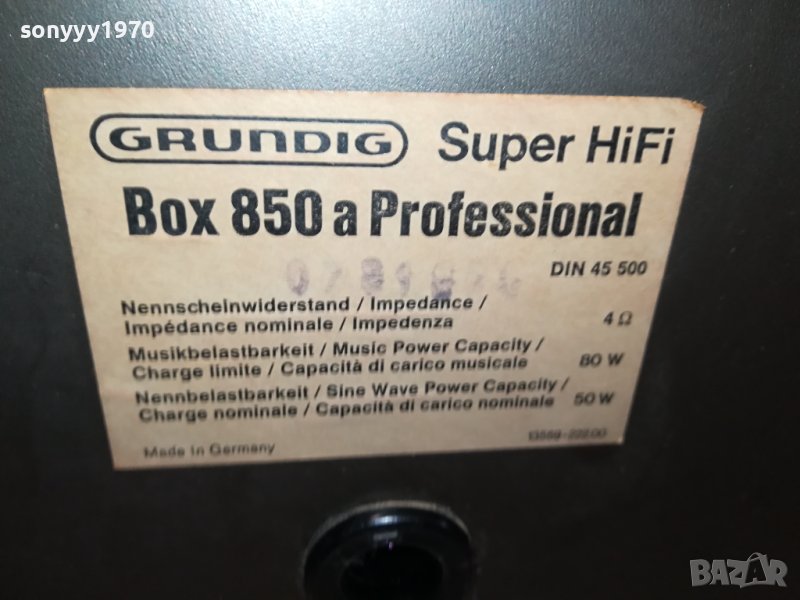 sonyyy1970
GRUNDIG Super HiFi
Box 850 a Professional
DIN 45 500
Nennscheinwiderstand / Impedance /
Impédance nominale / Impedenza 4 Ω
Musikbelastbarkeit / Music Power Capacity /
Charge limite / Capacità di carico musicale 80 W
Nennbelastbarkeit / Sine Wave Power Capacity /
Charge nominale / Capacità di carico nominale 50 W
Made in Germany
BAZAR